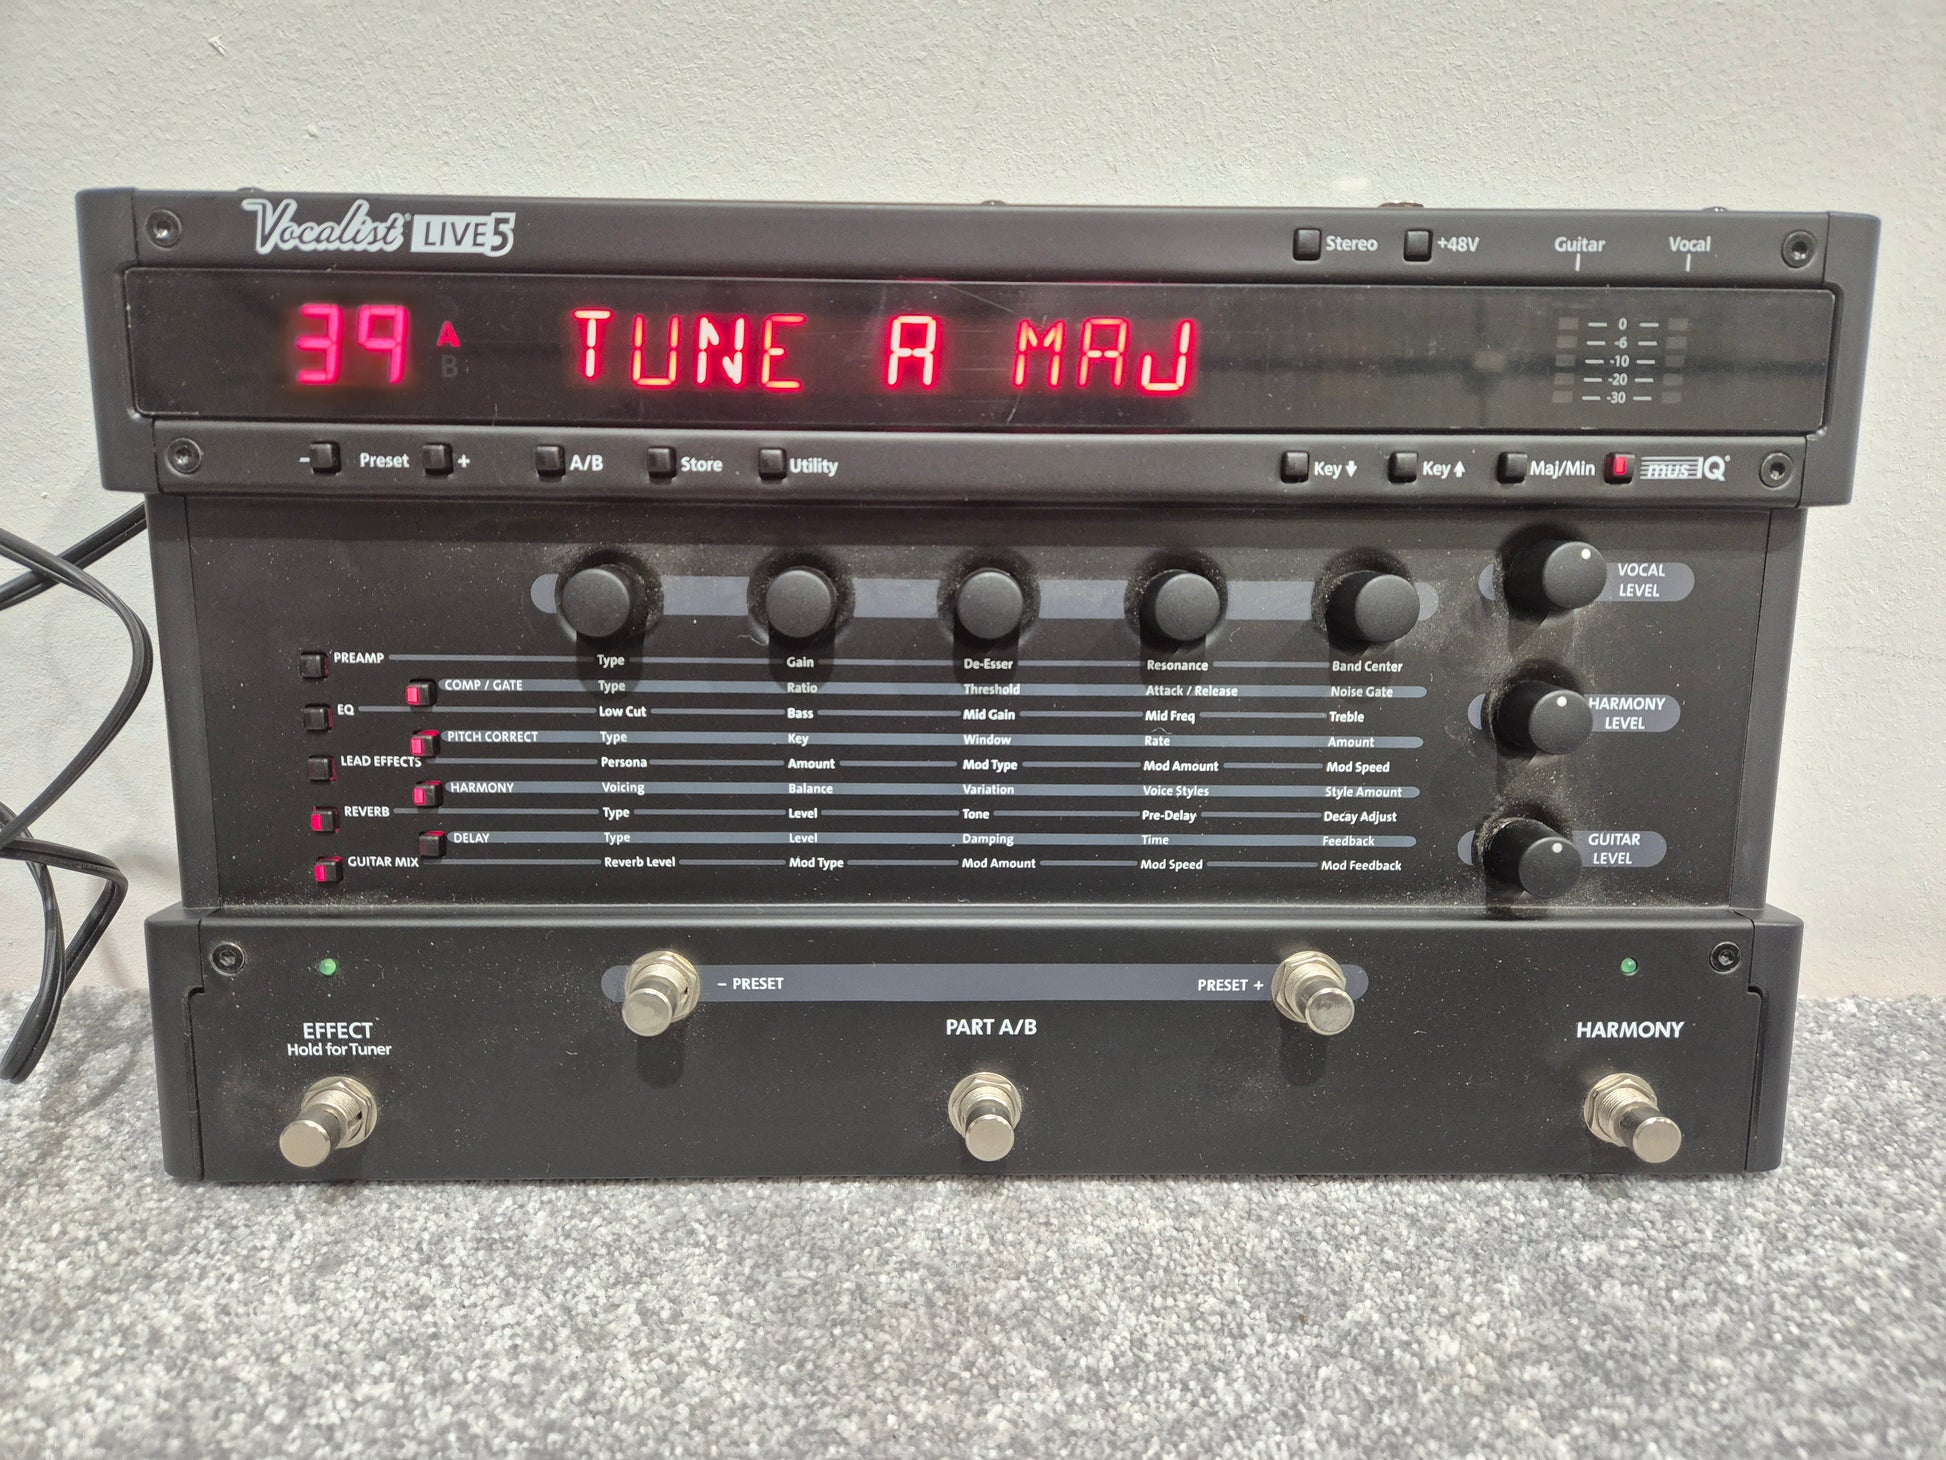 Vocalist® LIVE5
Stereo +48V Guitar Vocal
39 A TUNE A MAJ
B
0
-6
-10
-20
-30
- Preset + A/B Store Utility Key ↓ Key ↑ Maj/Min musIQ®
VOCAL
LEVEL
PREAMP Type Gain De-Esser Resonance Band Center
COMP / GATE Type Ratio Threshold Attack / Release Noise Gate
EQ Low Cut Bass Mid Gain Mid Freq Treble
HARMONY
LEVEL
PITCH CORRECT Type Key Window Rate Amount
LEAD EFFECTS Persona Amount Mod Type Mod Amount Mod Speed
HARMONY Voicing Balance Variation Voice Styles Style Amount
REVERB Type Level Tone Pre-Delay Decay Adjust
DELAY Type Level Damping Time Feedback
GUITAR MIX Reverb Level Mod Type Mod Amount Mod Speed Mod Feedback
GUITAR
LEVEL
– PRESET PRESET +
EFFECT
Hold for Tuner
PART A/B
HARMONY